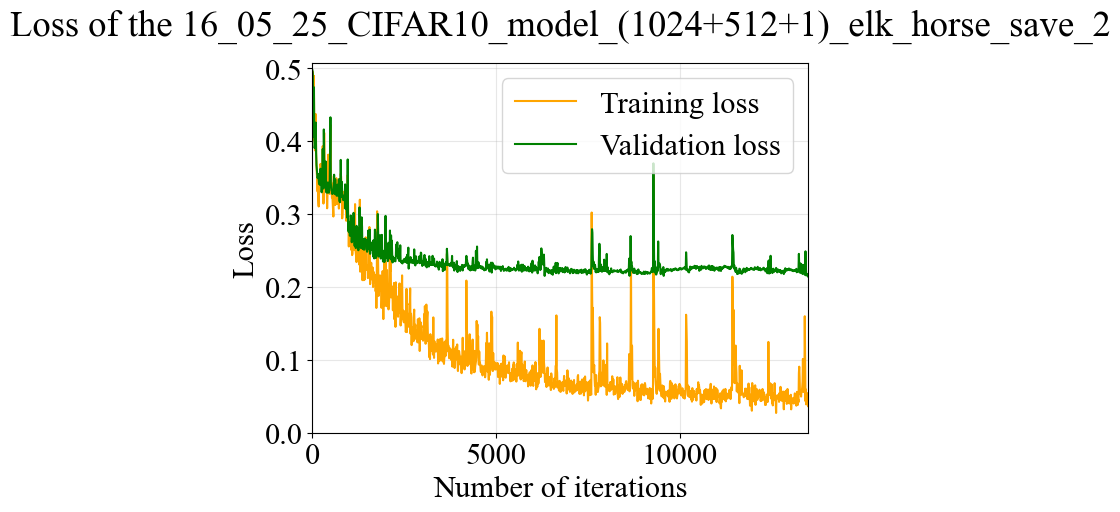 Loss of the 16_05_25_CIFAR10_model_(1024+512+1)_elk_horse_save_2
0.5
0.4
0.3
0.2
0.1
0.0
Loss
Training loss
Validation loss
0 5000 10000
Number of iterations